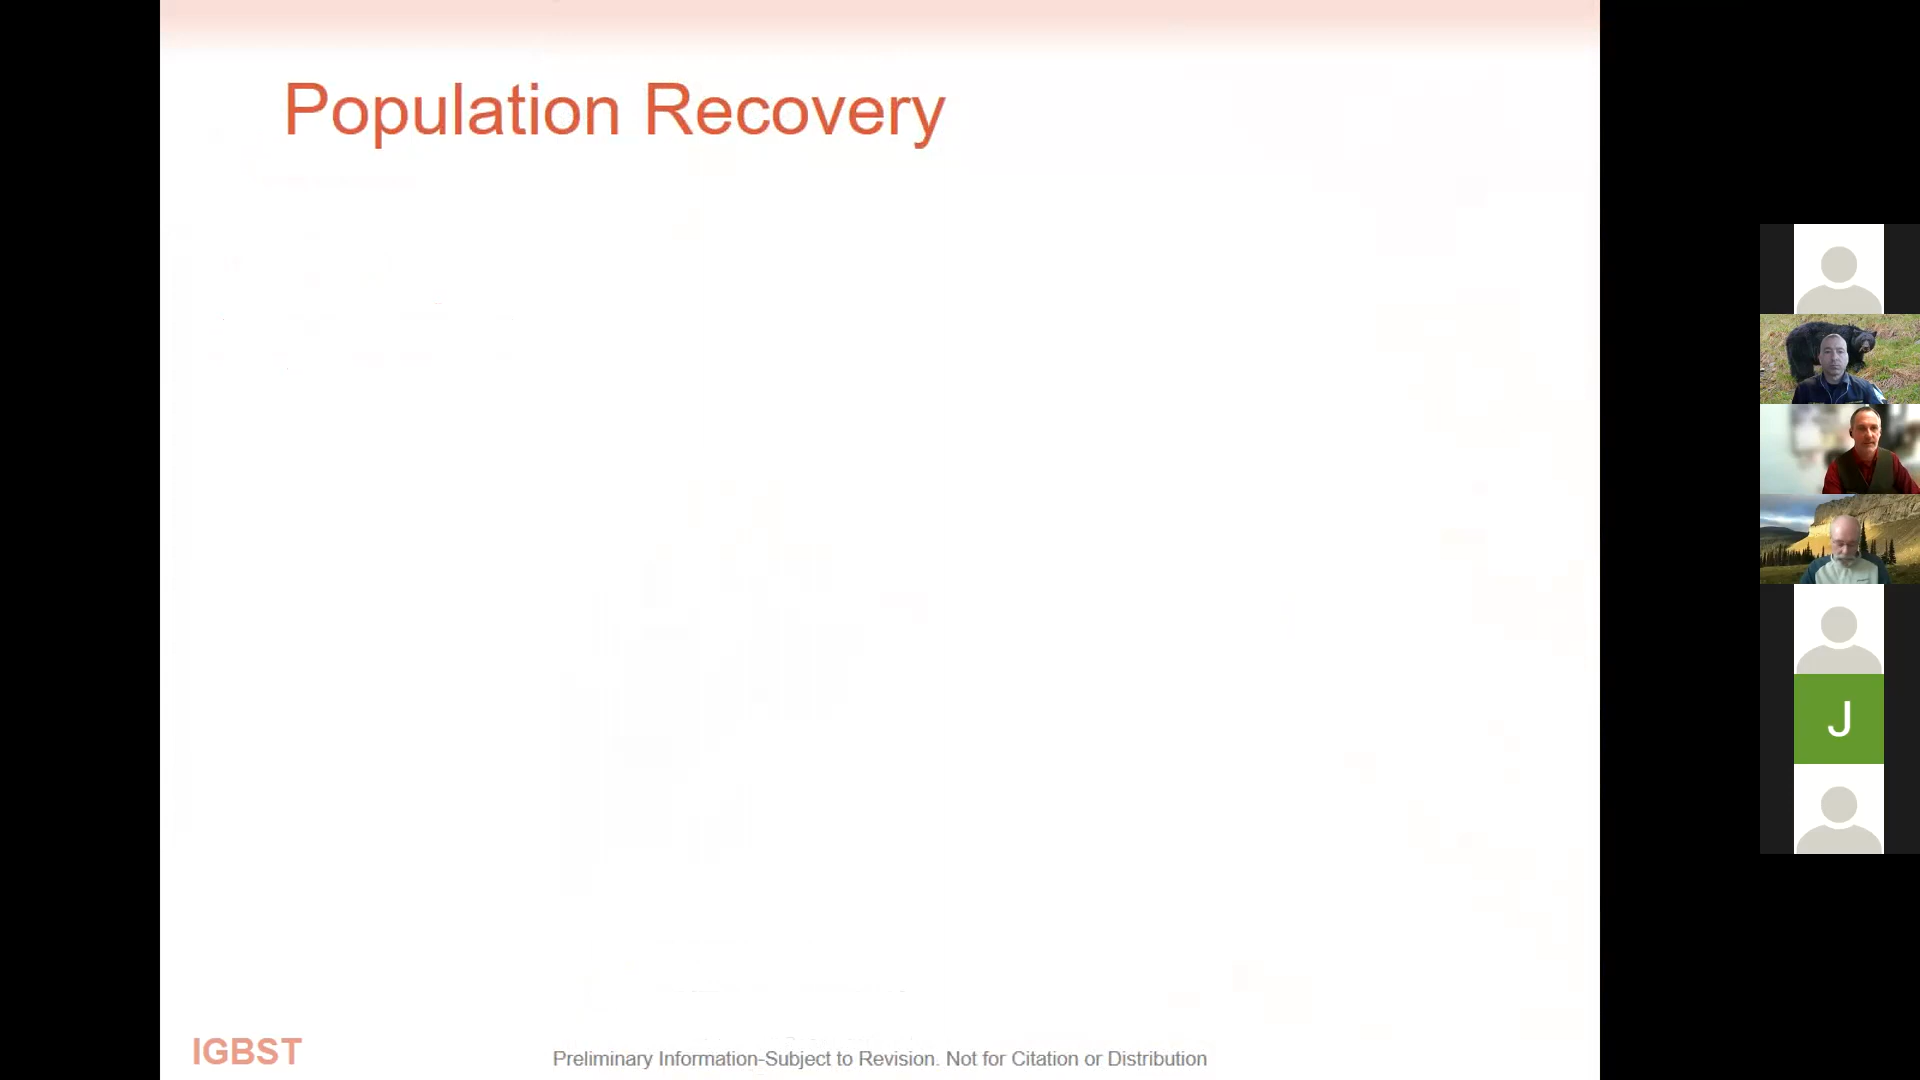 Population Recovery
J
IGBST
Preliminary Information-Subject to Revision. Not for Citation or Distribution